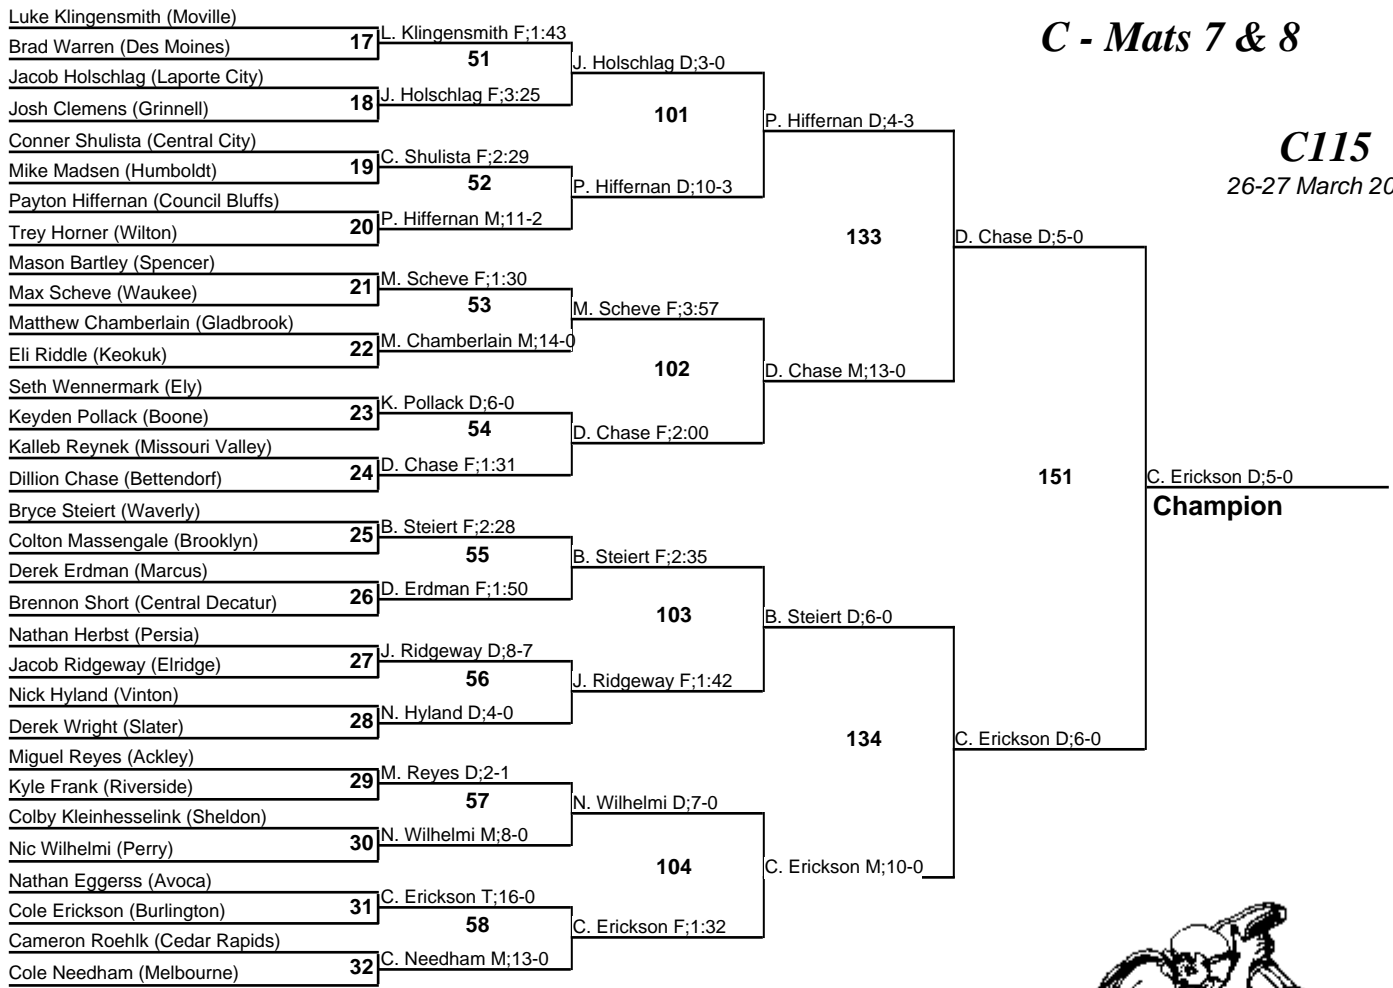 C - Mats 7 & 8
C115
26-27 March 20
Luke Klingensmith (Moville)
Brad Warren (Des Moines)
17
L. Klingensmith F;1:43
51
Jacob Holschlag (Laporte City)
Josh Clemens (Grinnell)
18
J. Holschlag F;3:25
J. Holschlag D;3-0
101
Conner Shulista (Central City)
Mike Madsen (Humboldt)
19
C. Shulista F;2:29
52
Payton Hiffernan (Council Bluffs)
Trey Horner (Wilton)
20
P. Hiffernan M;11-2
P. Hiffernan D;10-3
P. Hiffernan D;4-3
133
Mason Bartley (Spencer)
Max Scheve (Waukee)
21
M. Scheve F;1:30
53
Matthew Chamberlain (Gladbrook)
Eli Riddle (Keokuk)
22
M. Chamberlain M;14-0
M. Scheve F;3:57
102
Seth Wennermark (Ely)
Keyden Pollack (Boone)
23
K. Pollack D;6-0
54
Kalleb Reynek (Missouri Valley)
Dillion Chase (Bettendorf)
24
D. Chase F;1:31
D. Chase F;2:00
D. Chase M;13-0
D. Chase D;5-0
151
Bryce Steiert (Waverly)
Colton Massengale (Brooklyn)
25
B. Steiert F;2:28
55
Derek Erdman (Marcus)
Brennon Short (Central Decatur)
26
D. Erdman F;1:50
B. Steiert F;2:35
103
Nathan Herbst (Persia)
Jacob Ridgeway (Elridge)
27
J. Ridgeway D;8-7
56
Nick Hyland (Vinton)
Derek Wright (Slater)
28
N. Hyland D;4-0
J. Ridgeway F;1:42
B. Steiert D;6-0
134
Miguel Reyes (Ackley)
Kyle Frank (Riverside)
29
M. Reyes D;2-1
57
Colby Kleinhesselink (Sheldon)
Nic Wilhelmi (Perry)
30
N. Wilhelmi M;8-0
N. Wilhelmi D;7-0
104
Nathan Eggerss (Avoca)
Cole Erickson (Burlington)
31
C. Erickson T;16-0
58
Cameron Roehlk (Cedar Rapids)
Cole Needham (Melbourne)
32
C. Needham M;13-0
C. Erickson F;1:32
C. Erickson M;10-0
C. Erickson D;6-0
C. Erickson D;5-0
Champion